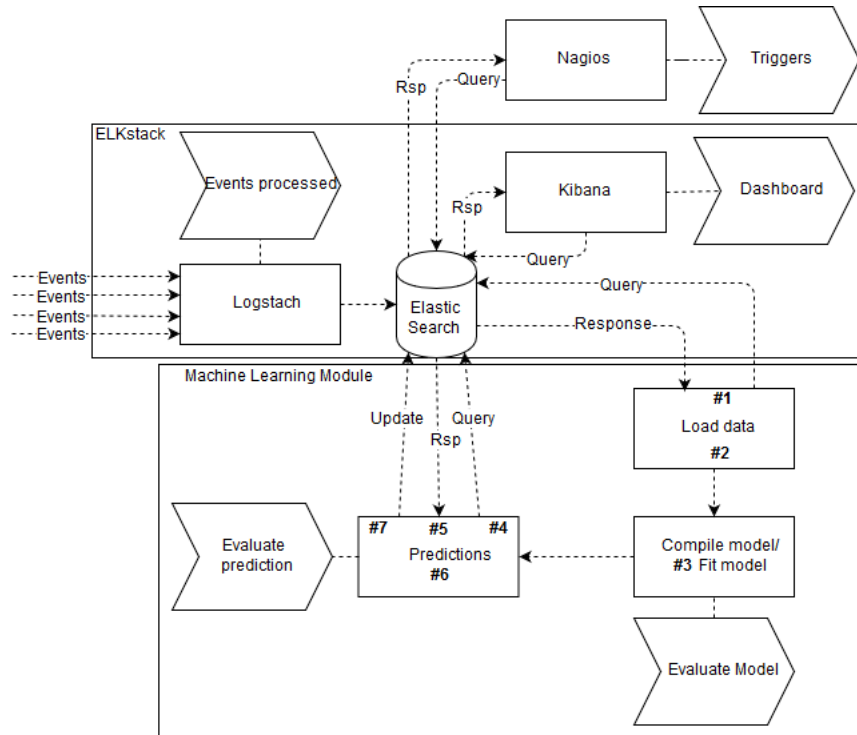 Nagios
Triggers
Rsp
Query
ELKstack
Events processed
Kibana
Dashboard
Rsp
Query
Events
Events
Events
Events
Logstach
Elastic
Search
Query
Response
Machine Learning Module
Update
Query
Rsp
#1
Load data
#2
#7
#5
#4
Predictions
#6
Evaluate
prediction
Compile model/
#3 Fit model
Evaluate Model